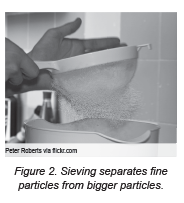 Peter Roberts via flickr.com
Figure 2. Sieving separates fine
particles from bigger particles.